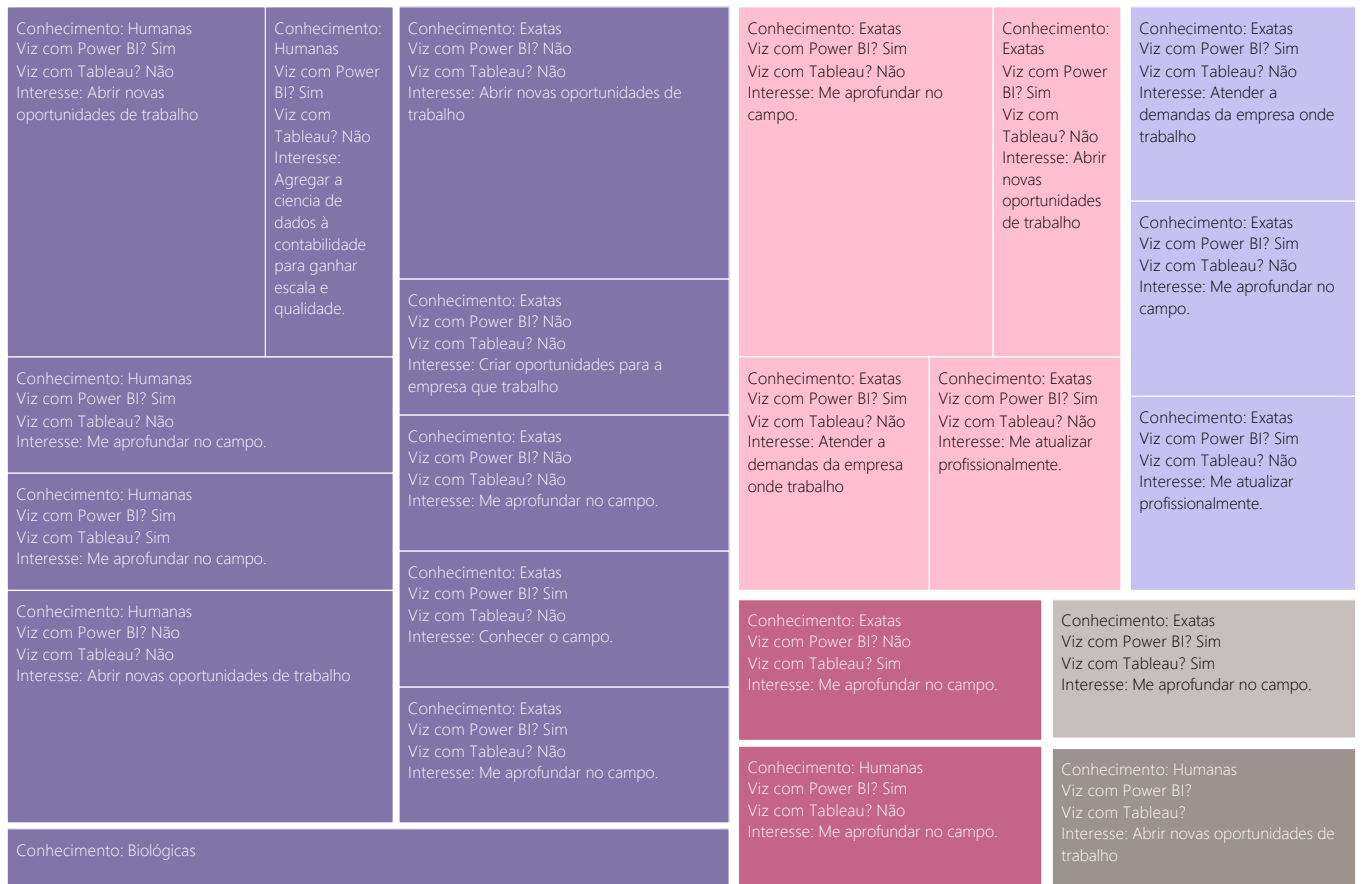 Conhecimento: Humanas
Viz com Power BI? Sim
Viz com Tableau? Não
Interesse: Abrir novas
oportunidades de trabalho
Conhecimento:
Humanas
Viz com Power
BI? Sim
Viz com
Tableau? Não
Interesse:
Agregar a
ciencia de
dados à
contabilidade
para ganhar
escala e
qualidade.
Conhecimento: Humanas
Viz com Power BI? Sim
Viz com Tableau? Não
Interesse: Me aprofundar no campo.
Conhecimento: Humanas
Viz com Power BI? Sim
Viz com Tableau? Sim
Interesse: Me aprofundar no campo.
Conhecimento: Humanas
Viz com Power BI? Não
Viz com Tableau? Não
Interesse: Abrir novas oportunidades de trabalho
Conhecimento: Exatas
Viz com Power BI? Não
Viz com Tableau? Não
Interesse: Abrir novas oportunidades de
trabalho
Conhecimento: Exatas
Viz com Power BI? Não
Viz com Tableau? Não
Interesse: Criar oportunidades para a
empresa que trabalho
Conhecimento: Exatas
Viz com Power BI? Não
Viz com Tableau? Não
Interesse: Me aprofundar no campo.
Conhecimento: Exatas
Viz com Power BI? Sim
Viz com Tableau? Não
Interesse: Conhecer o campo.
Conhecimento: Exatas
Viz com Power BI? Sim
Viz com Tableau? Não
Interesse: Me aprofundar no campo.
Conhecimento: Biológicas
Conhecimento: Exatas
Viz com Power BI? Sim
Viz com Tableau? Não
Interesse: Me aprofundar no
campo.
Conhecimento:
Exatas
Viz com Power
BI? Sim
Viz com
Tableau? Não
Interesse: Abrir
novas
oportunidades
de trabalho
Conhecimento: Exatas
Viz com Power BI? Sim
Viz com Tableau? Não
Interesse: Atender a
demandas da empresa
onde trabalho
Conhecimento: Exatas
Viz com Power BI? Sim
Viz com Tableau? Não
Interesse: Me atualizar
profissionalmente.
Conhecimento: Exatas
Viz com Power BI? Sim
Viz com Tableau? Não
Interesse: Atender a
demandas da empresa onde
trabalho
Conhecimento: Exatas
Viz com Power BI? Sim
Viz com Tableau? Não
Interesse: Me aprofundar no
campo.
Conhecimento: Exatas
Viz com Power BI? Sim
Viz com Tableau? Não
Interesse: Me atualizar
profissionalmente.
Conhecimento: Exatas
Viz com Power BI? Não
Viz com Tableau? Sim
Interesse: Me aprofundar no campo.
Conhecimento: Humanas
Viz com Power BI? Sim
Viz com Tableau? Não
Interesse: Me aprofundar no campo.
Conhecimento: Exatas
Viz com Power BI? Sim
Viz com Tableau? Sim
Interesse: Me aprofundar no campo.
Conhecimento: Humanas
Viz com Power BI?
Viz com Tableau?
Interesse: Abrir novas oportunidades de
trabalho